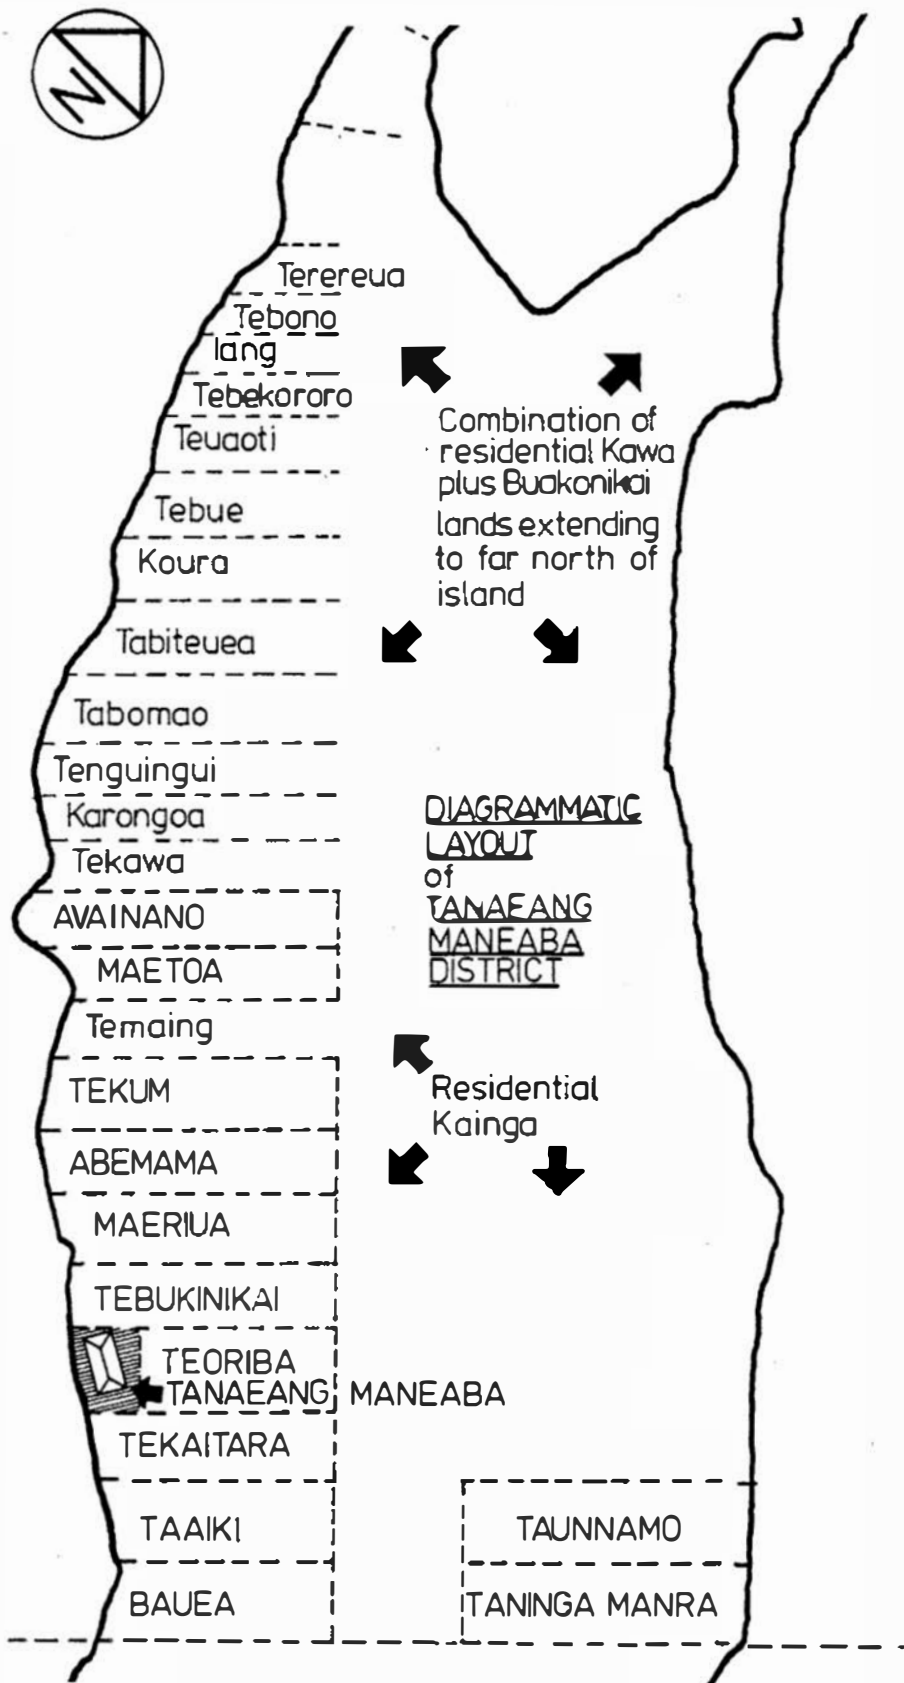 N
Terereua
Tebono
Iang
Tebekororo
Teuaoti
Tebue
Koura
Tabiteuea
Tabomao
Tenguingui
Karongoa
Tekawa
AVAINANO
MAETOA
Temaing
TEKUM
ABEMAMA
MAERIUA
TEBUKINIKAI
TEORIBA
TANAEANG MANEABA
TEKAITARA
TAAIKI
BAUEA
Combination of
residential Kawa
plus Buakonikai
lands extending
to far north of
island
DIAGRAMMATIC
LAYOUT
of
TANAEANG
MANEABA
DISTRICT
Residential
Kainga
TAUNNAMO
TANINGA MANRA